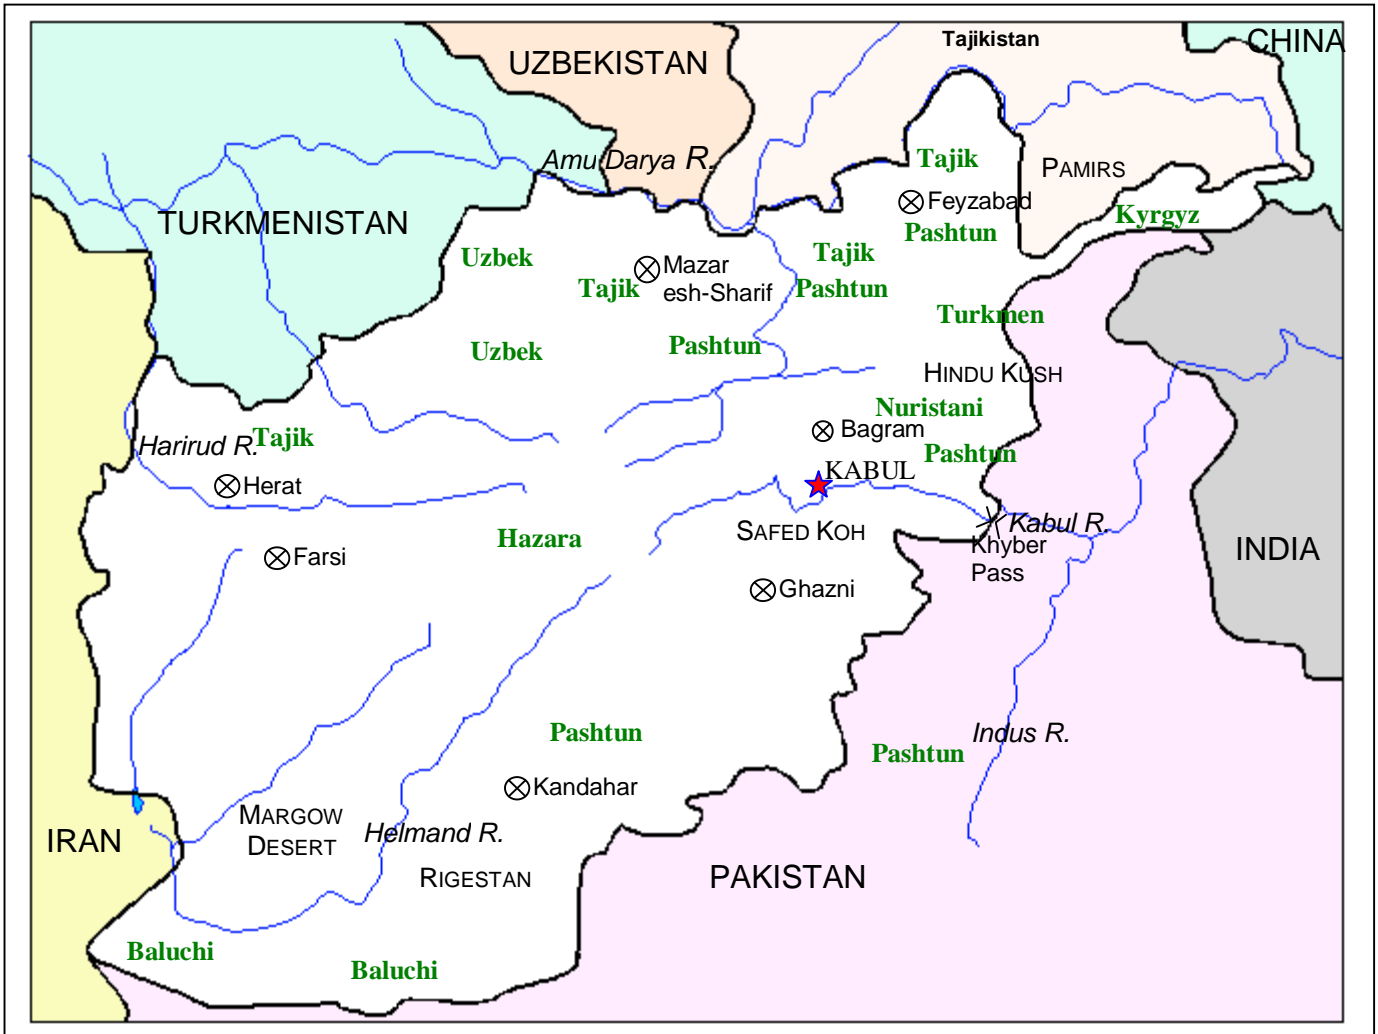 Tajikistan
CHINA
UZBEKISTAN
Amu Darya R.
Tajik
PAMIRS
Feyzabad
Kyrgyz
TURKMENISTAN
Pashtun
Uzbek
Tajik
Mazar
esh-Sharif
Tajik
Pashtun
Turkmen
Uzbek
Pashtun
HINDU KUSH
Nuristani
Bagram
Harirud R.
Tajik
Pashtun
KABUL
Herat
Kabul R.
SAFED KOH
Hazara
Khyber
Pass
INDIA
Farsi
Ghazni
Pashtun
Indus R.
Pashtun
Kandahar
MARGOW
DESERT
IRAN
Helmand R.
RIGESTAN
PAKISTAN
Baluchi
Baluchi